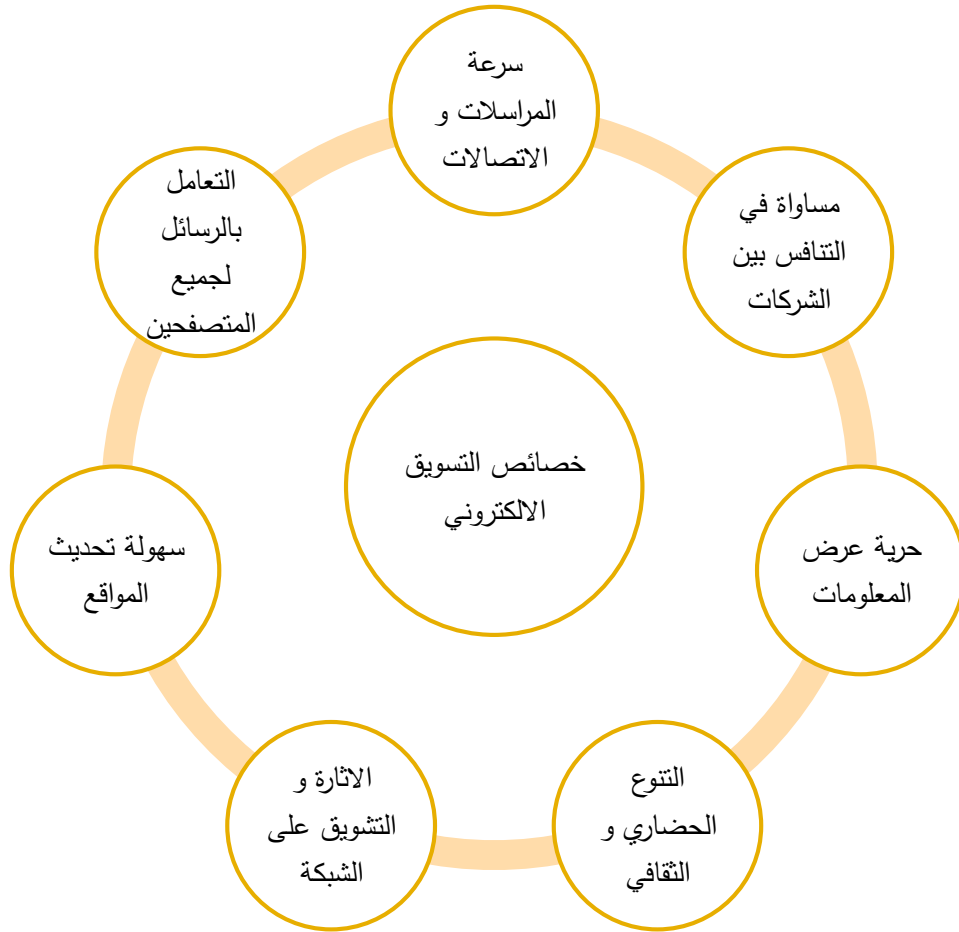 سرعة
المراسلات و
الاتصالات
مساواة في
التنافس بين
الشركات
حرية عرض
المعلومات
التنوع
الحضاري و
الثقافي
الاثارة و
التشويق على
الشبكة
سهولة تحديث
المواقع
التعامل
بالرسائل
لجميع
المتصفحين
خصائص التسويق
الالكتروني